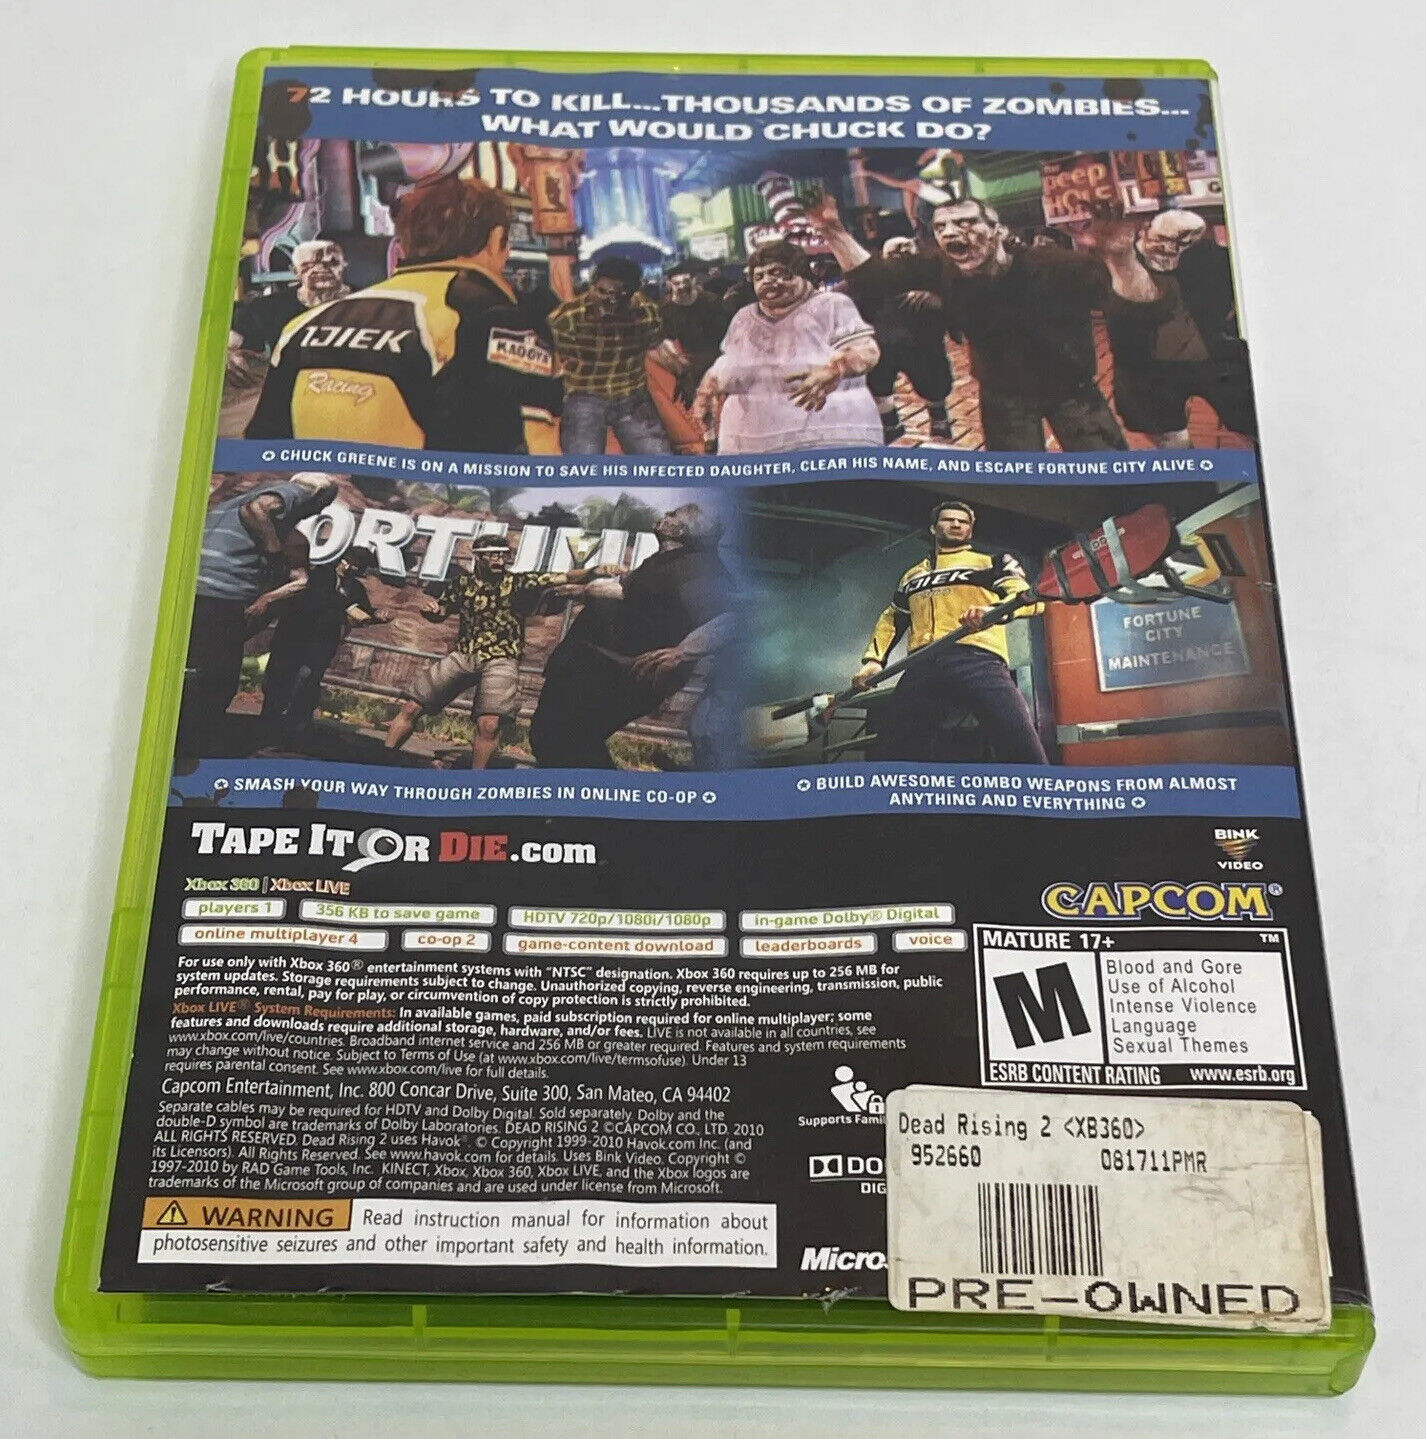 72 HOURS TO KILL...THOUSANDS OF ZOMBIES...
WHAT WOULD CHUCK DO?
IJIEK
Racing
KADOYA
PEEP
HOLE
✪ CHUCK GREENE IS ON A MISSION TO SAVE HIS INFECTED DAUGHTER, CLEAR HIS NAME, AND ESCAPE FORTUNE CITY ALIVE ✪
ORTUN
IJIEK
FORTUNE
CITY
MAINTENANCE
✪ SMASH YOUR WAY THROUGH ZOMBIES IN ONLINE CO-OP ✪
✪ BUILD AWESOME COMBO WEAPONS FROM ALMOST
ANYTHING AND EVERYTHING ✪
TAPE IT OR DIE.com
BINK
VIDEO
Xbox 360 | Xbox LIVE
CAPCOM®
players 1
356 KB to save game
HDTV 720p/1080i/1080p
in-game Dolby® Digital
online multiplayer 4
co-op 2
game-content download
leaderboards
voice
For use only with Xbox 360® entertainment systems with "NTSC" designation. Xbox 360 requires up to 256 MB for
system updates. Storage requirements subject to change. Unauthorized copying, reverse engineering, transmission, public
performance, rental, pay for play, or circumvention of copy protection is strictly prohibited.
Xbox LIVE® System Requirements: In available games, paid subscription required for online multiplayer; some
features and downloads require additional storage, hardware, and/or fees. LIVE is not available in all countries, see
www.xbox.com/live/countries. Broadband internet service and 256 MB or greater required. Features and system requirements
may change without notice. Subject to Terms of Use (at www.xbox.com/live/termsofuse). Under 13
requires parental consent. See www.xbox.com/live for full details.
Capcom Entertainment, Inc. 800 Concar Drive, Suite 300, San Mateo, CA 94402
Separate cables may be required for HDTV and Dolby Digital. Sold separately. Dolby and the
double-D symbol are trademarks of Dolby Laboratories. DEAD RISING 2 ©CAPCOM CO., LTD. 2010
ALL RIGHTS RESERVED. Dead Rising 2 uses Havok®. © Copyright 1999-2010 Havok.com Inc. (and
its Licensors). All Rights Reserved. See www.havok.com for details. Uses Bink Video. Copyright ©
1997-2010 by RAD Game Tools, Inc. KINECT, Xbox, Xbox 360, Xbox LIVE, and the Xbox logos are
trademarks of the Microsoft group of companies and are used under license from Microsoft.
WARNING Read instruction manual for information about
photosensitive seizures and other important safety and health information.
MATURE 17+ ™
M
Blood and Gore
Use of Alcohol
Intense Violence
Language
Sexual Themes
ESRB CONTENT RATING www.esrb.org
Supports Fami
DO
DIG
Micro
Dead Rising 2 <XB360>
952660 081711PMR
PRE-OWNED